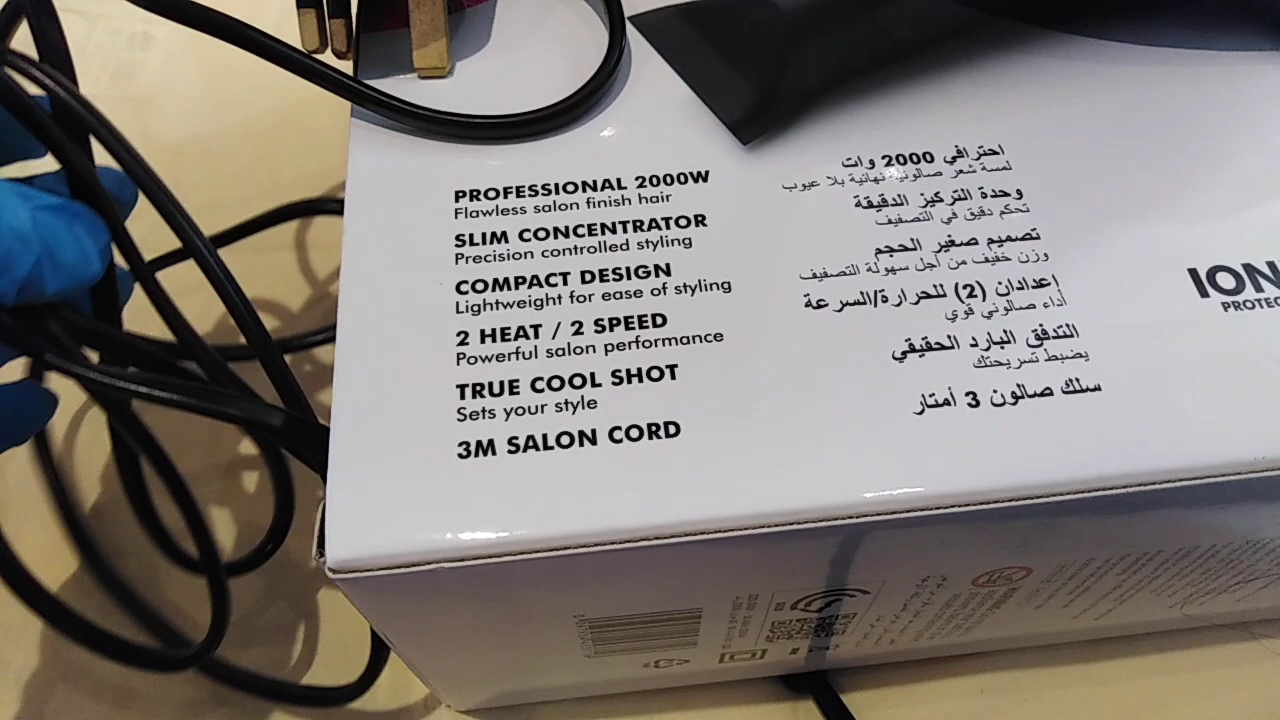 PROFESSIONAL 2000W
Flawless salon finish hair
SLIM CONCENTRATOR
Precision controlled styling
COMPACT DESIGN
Lightweight for ease of styling
2 HEAT / 2 SPEED
Powerful salon performance
TRUE COOL SHOT
Sets your style
3M SALON CORD
احترافي 2000 وات
لمسة شعر صالونية نهائية بلا عيوب
وحدة التركيز الدقيقة
تحكم دقيق في التصفيف
تصميم صغير الحجم
وزن خفيف من أجل سهولة التصفيف
إعدادان (2) للحرارة/السرعة
أداء صالوني قوي
التدفق البارد الحقيقي
يضبط تسريحتك
سلك صالون 3 أمتار
ION
PROTEC